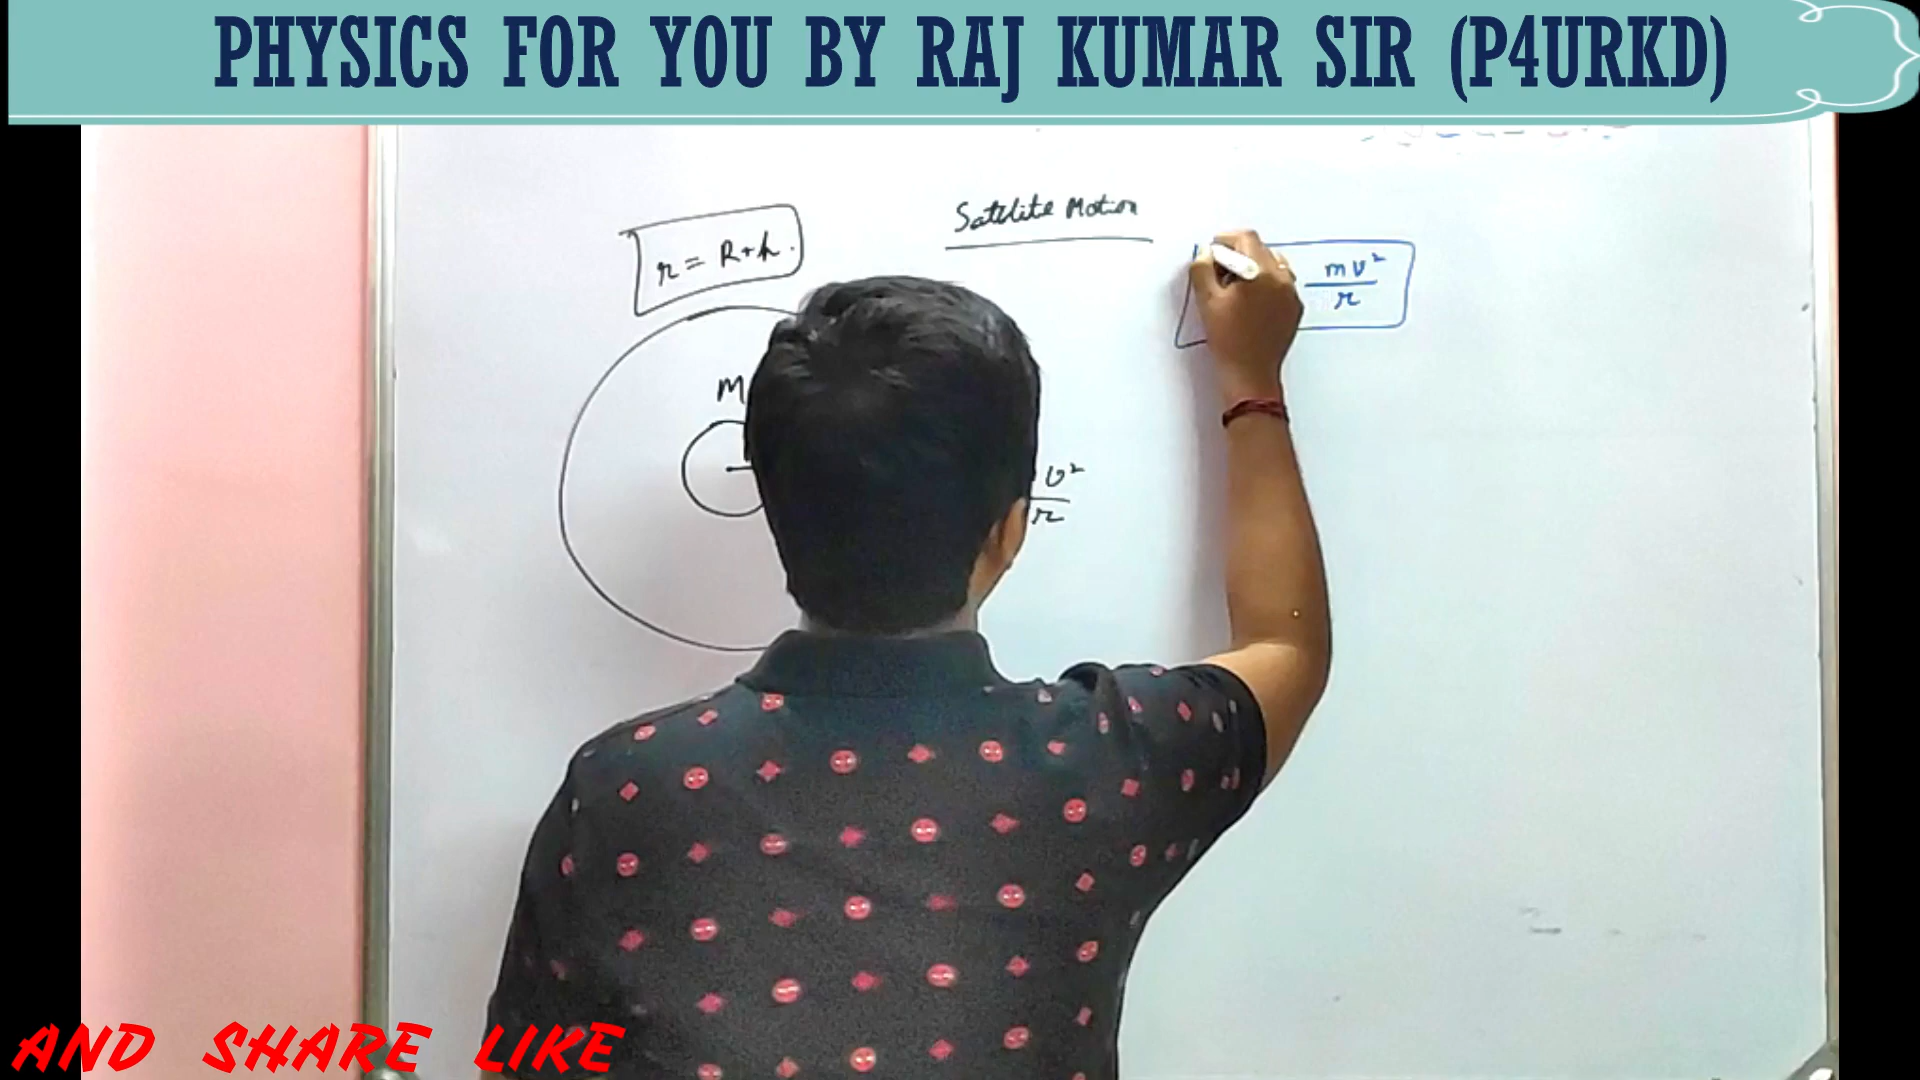 PHYSICS FOR YOU BY RAJ KUMAR SIR (P4URKD)
Satellite Motion
r = R+h.
mv²
r
M
v²
r
AND SHARE LIKE